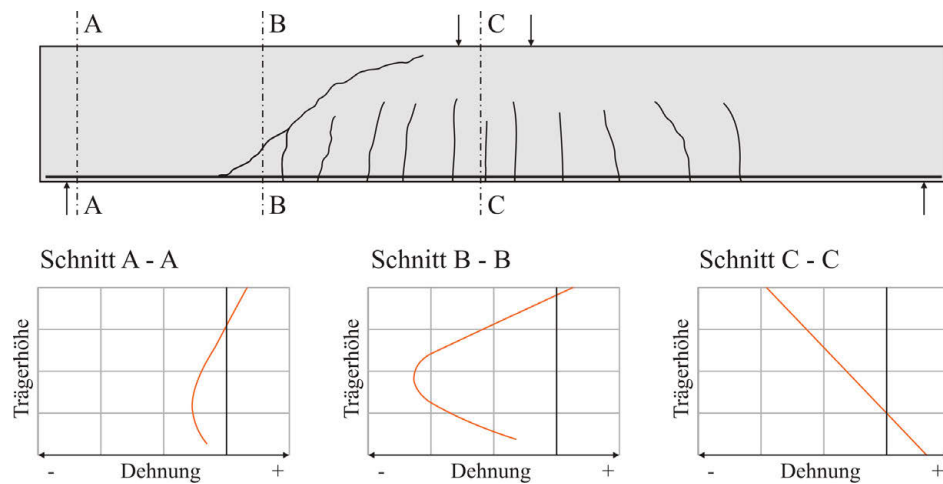 A B C
A B C
Schnitt A - A Schnitt B - B Schnitt C - C
Trägerhöhe Trägerhöhe Trägerhöhe
- Dehnung + - Dehnung + - Dehnung +